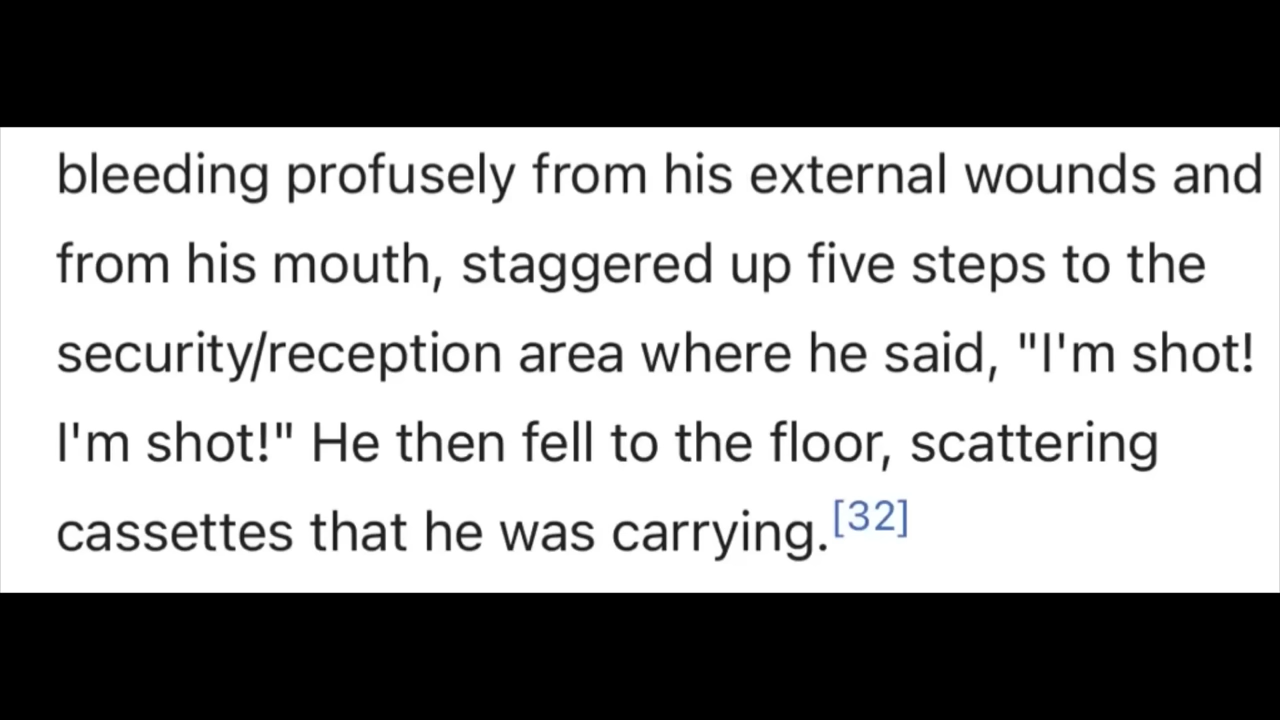 bleeding profusely from his external wounds and
from his mouth, staggered up five steps to the
security/reception area where he said, "I'm shot!
I'm shot!" He then fell to the floor, scattering
cassettes that he was carrying.[32]